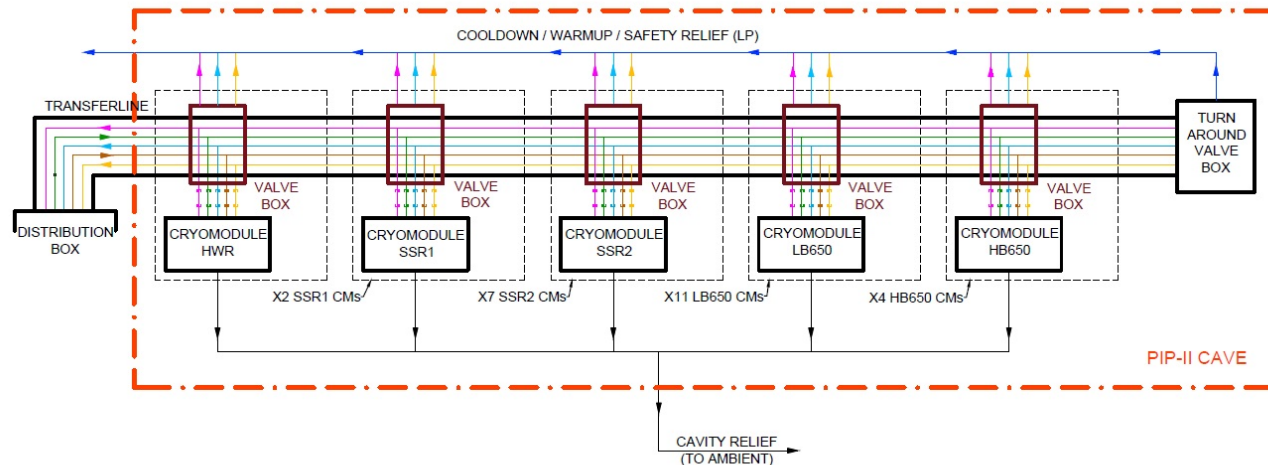 COOLDOWN / WARMUP / SAFETY RELIEF (LP)
TRANSFERLINE
TURN
AROUND
VALVE
BOX
VALVE
BOX
VALVE
BOX
VALVE
BOX
VALVE
BOX
VALVE
BOX
DISTRIBUTION
BOX
CRYOMODULE
HWR
CRYOMODULE
SSR1
CRYOMODULE
SSR2
CRYOMODULE
LB650
CRYOMODULE
HB650
X2 SSR1 CMs
X7 SSR2 CMs
X11 LB650 CMs
X4 HB650 CMs
PIP-II CAVE
CAVITY RELIEF
(TO AMBIENT)